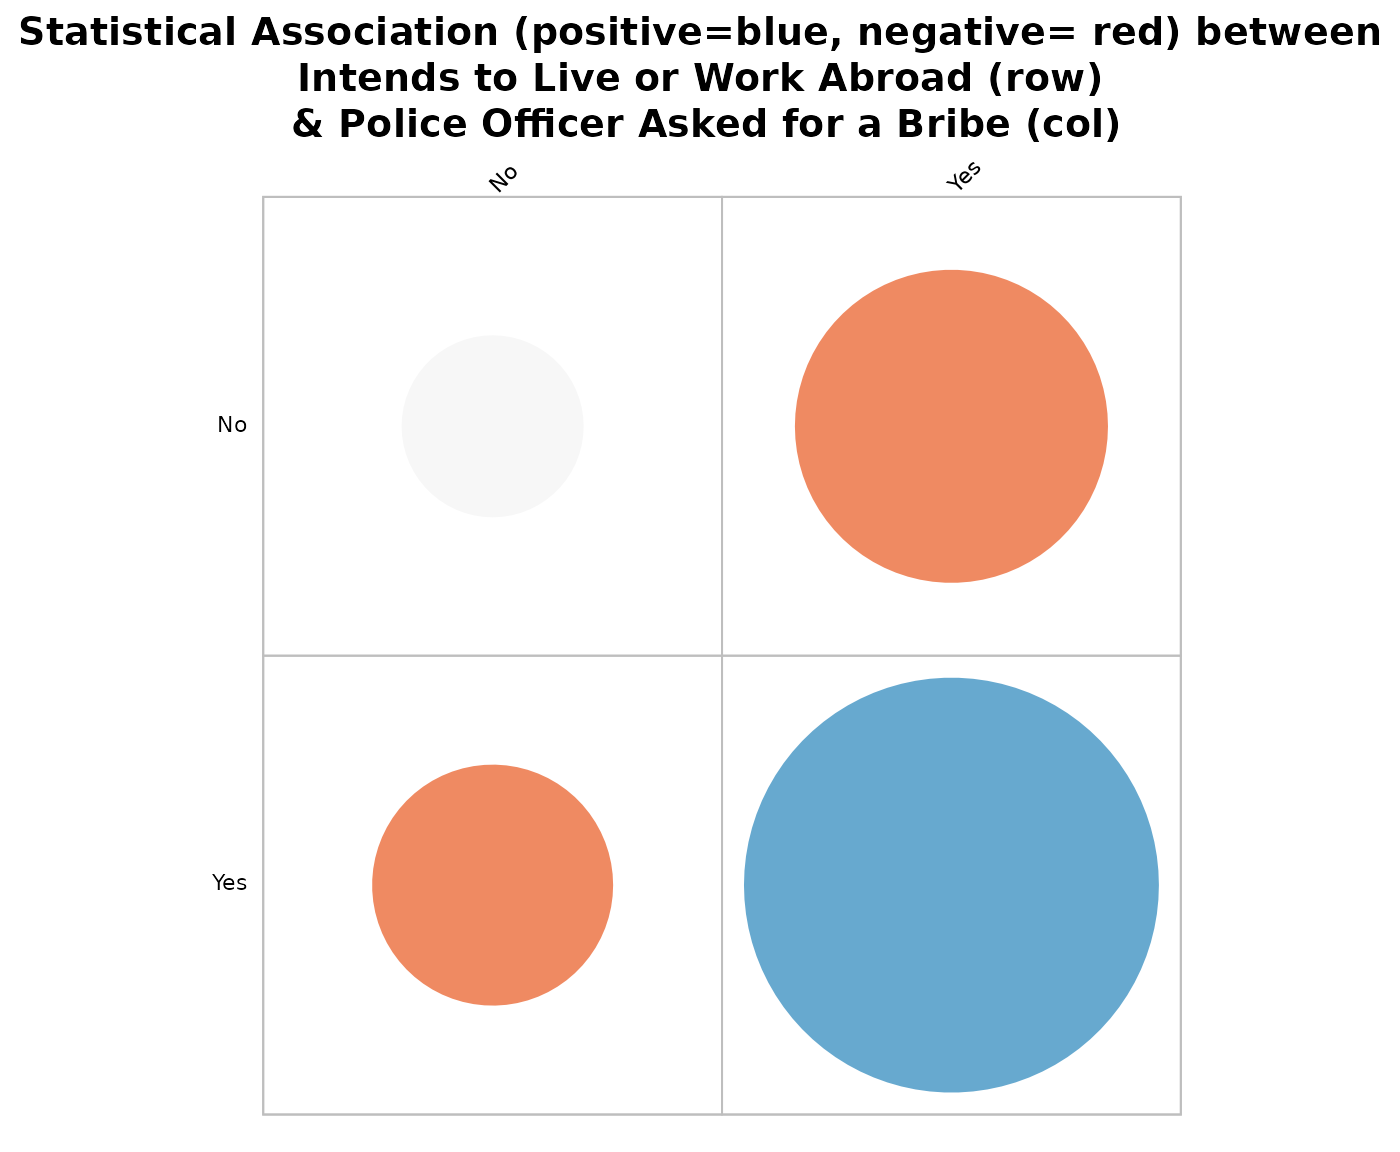 Statistical Association (positive=blue, negative= red) between
Intends to Live or Work Abroad (row)
& Police Officer Asked for a Bribe (col)
No
Yes
No
Yes